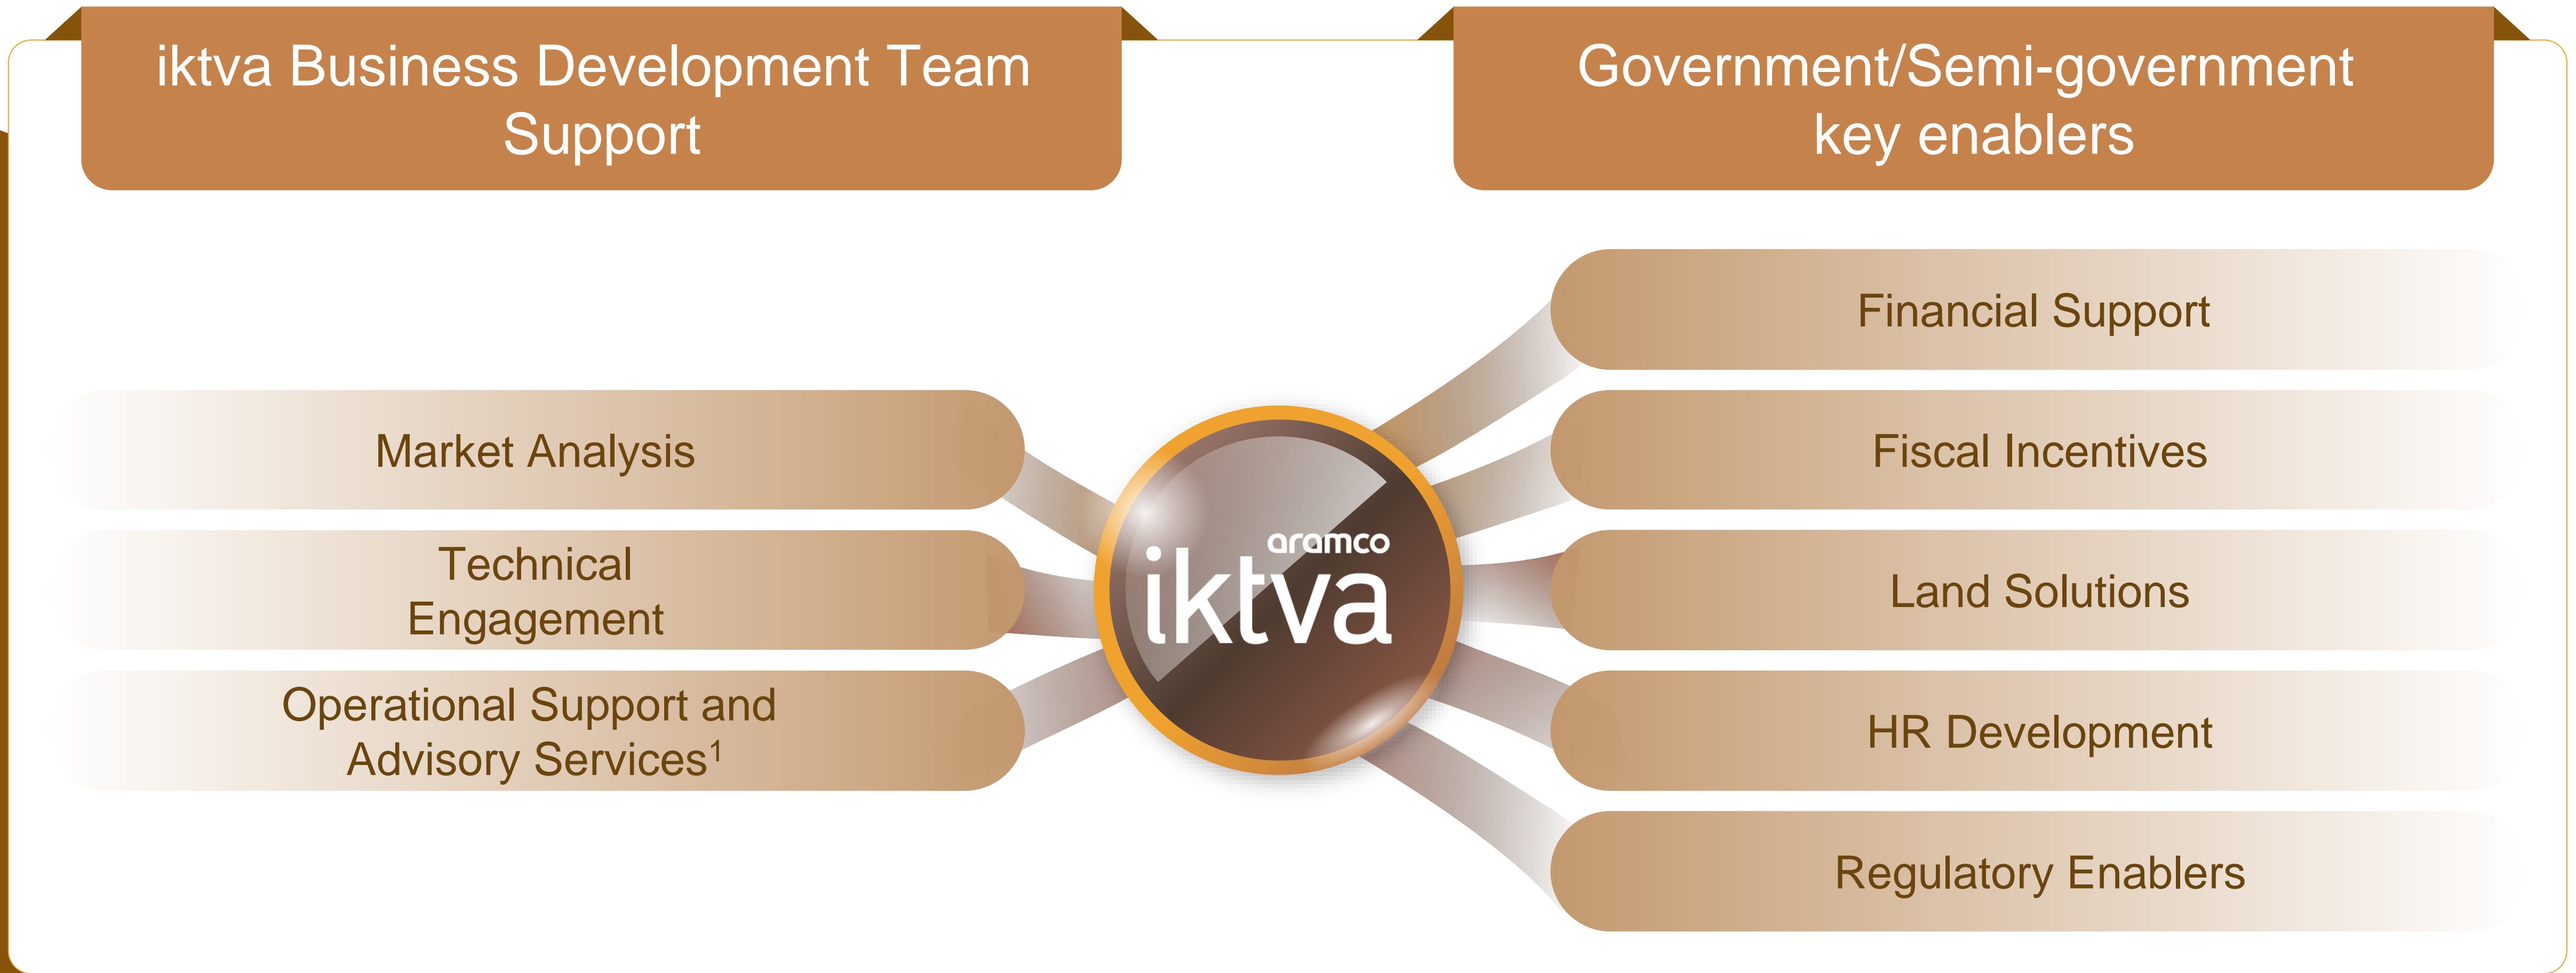 iktva Business Development Team
Support
Government/Semi-government
key enablers
Market Analysis
Technical
Engagement
Operational Support and
Advisory Services¹
aramco
iktva
Financial Support
Fiscal Incentives
Land Solutions
HR Development
Regulatory Enablers